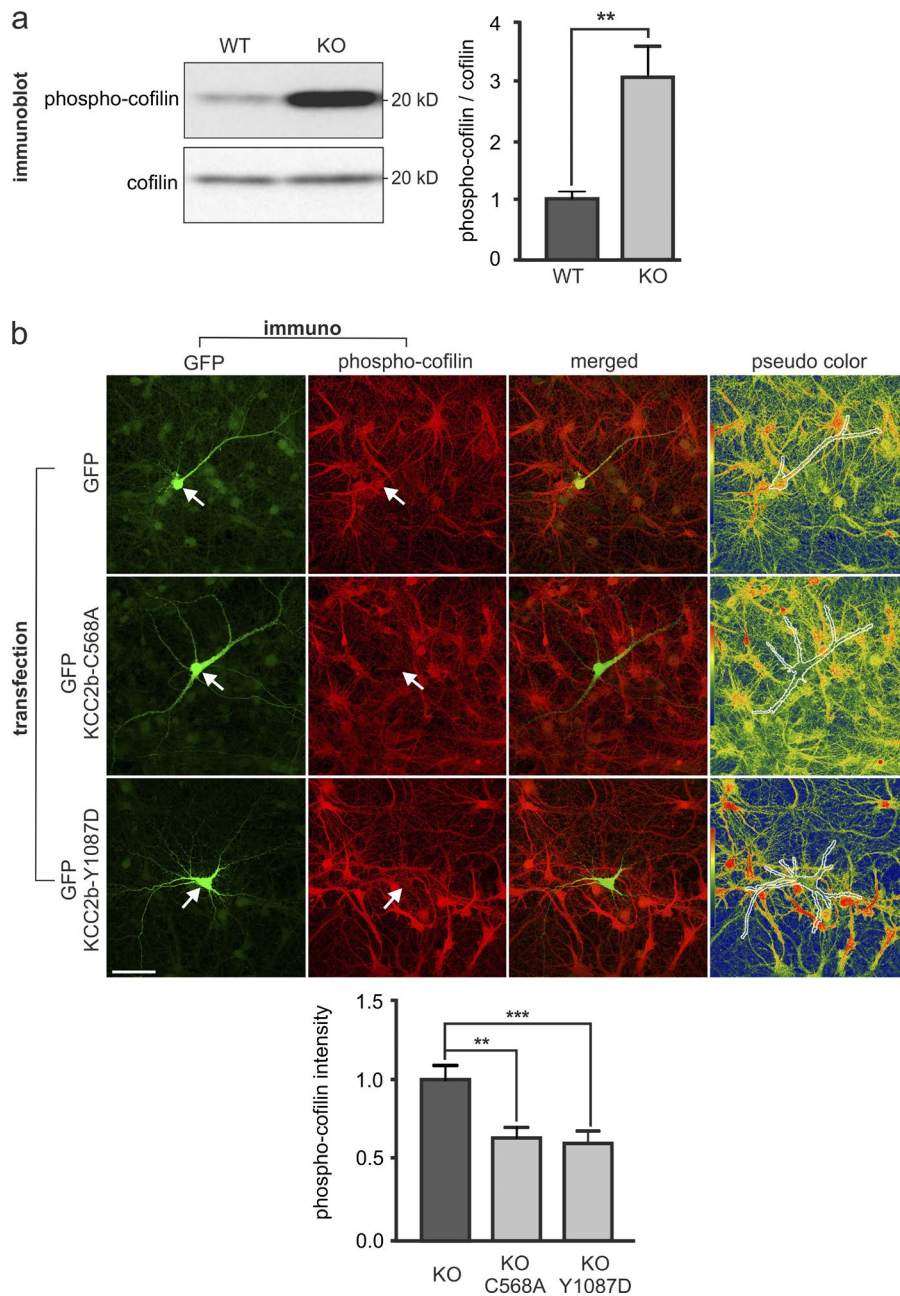 a
immunoblot
WT KO
phospho-cofilin
20 kD
cofilin
20 kD
phospho-cofilin / cofilin
4
3
2
1
0
**
WT KO
b
immuno
GFP phospho-cofilin merged pseudo color
transfection
GFP
GFP
KCC2b-C568A
GFP
KCC2b-Y1087D
phospho-cofilin intensity
1.5
1.0
0.5
0.0
***
**
KO KO KO
C568A Y1087D